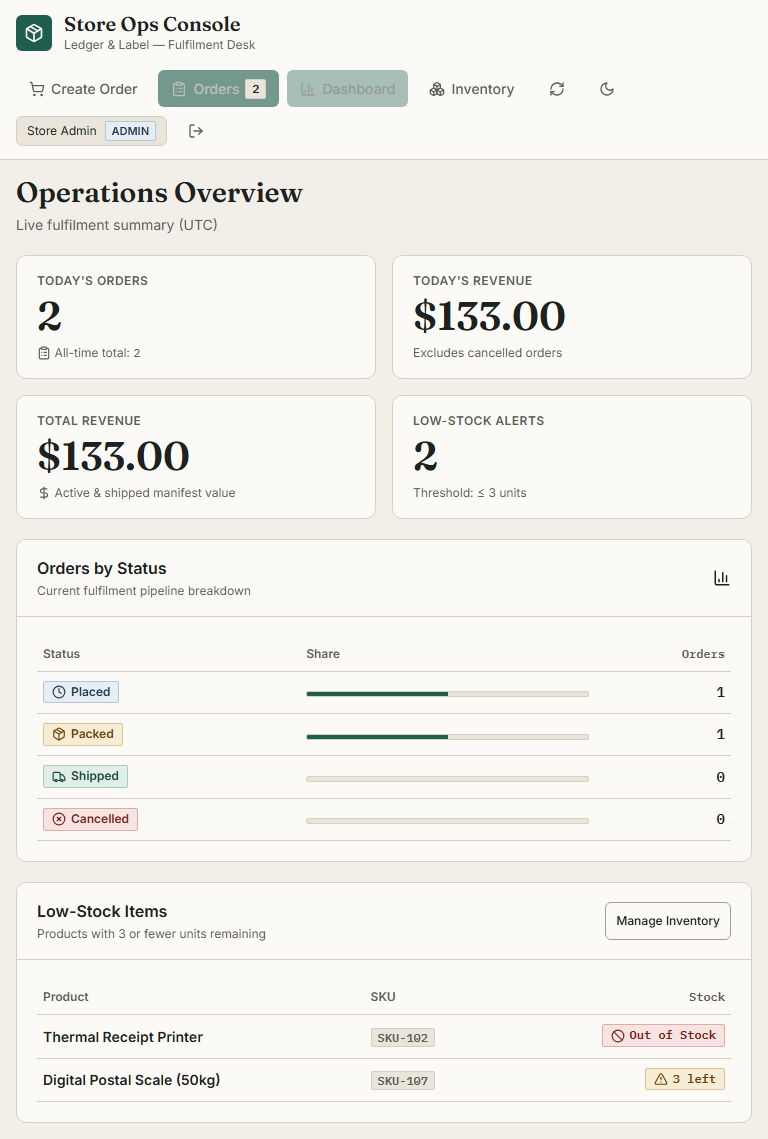 Store Ops Console
Ledger & Label — Fulfilment Desk
Create Order Orders 2 Dashboard Inventory
Store Admin ADMIN
Operations Overview
Live fulfilment summary (UTC)
TODAY'S ORDERS
2
All-time total: 2
TODAY'S REVENUE
$133.00
Excludes cancelled orders
TOTAL REVENUE
$133.00
Active & shipped manifest value
LOW-STOCK ALERTS
2
Threshold: ≤ 3 units
Orders by Status
Current fulfilment pipeline breakdown
Status Share Orders
Placed 1
Packed 1
Shipped 0
Cancelled 0
Low-Stock Items
Products with 3 or fewer units remaining
Manage Inventory
Product SKU Stock
Thermal Receipt Printer SKU-102 Out of Stock
Digital Postal Scale (50kg) SKU-107 3 left